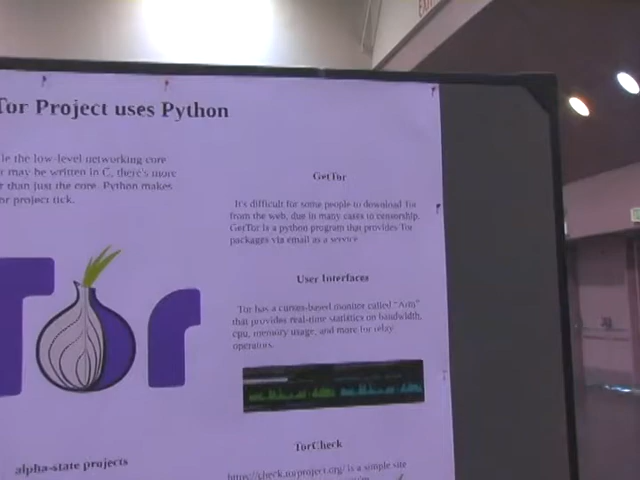 Tor Project uses Python
le the low-level networking core
r may be written in C, there's more
r than just the core. Python makes
or project tick.
Tor
alpha-state projects
GetTor
It's difficult for some people to download Tor
from the web, due in many cases to censorship.
GetTor is a python program that provides Tor
packages via email as a service
User Interfaces
Tor has a curses-based monitor called "Arm"
that provides real-time statistics on bandwidth,
cpu, memory usage, and more for relay
operators.
TorCheck
https://check.torproject.org/ is a simple site
EXIT